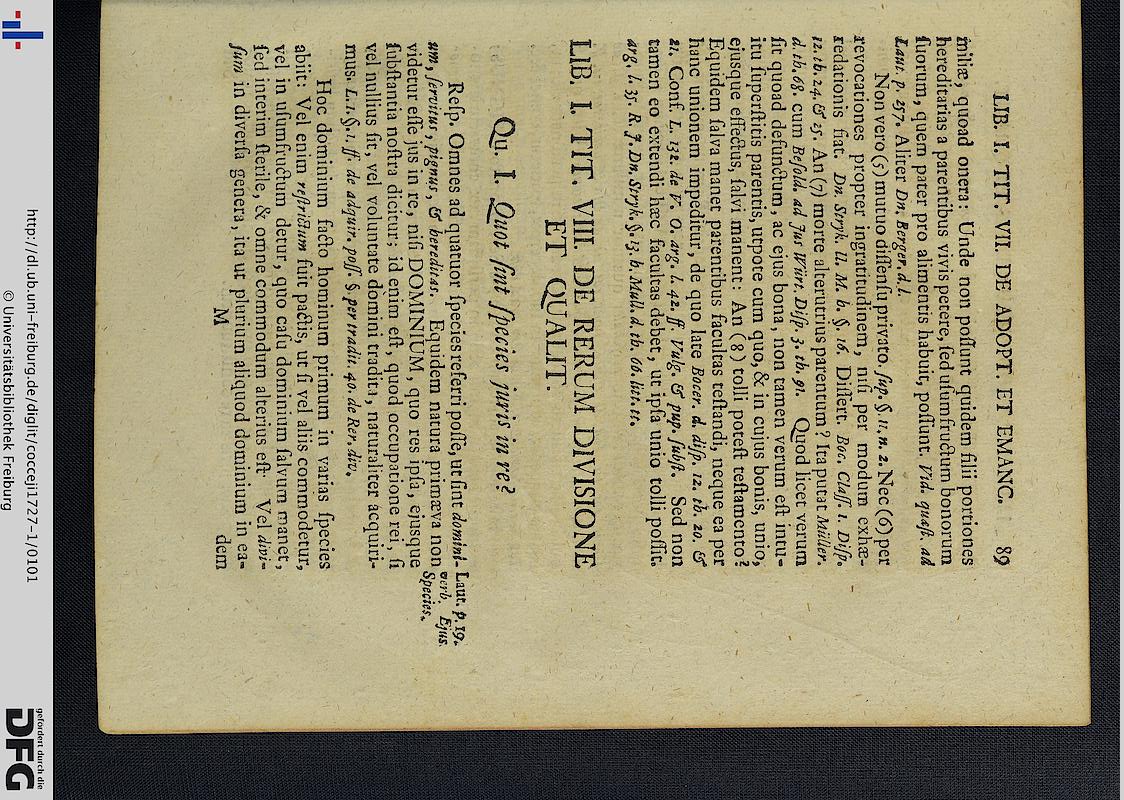 LIB. I. TIT. VII. DE ADOPT. ET EMANC. 89
miliæ, quoad onera: Unde non poſſunt quidem filii portiones
hereditarias a parentibus vivis petere, ſed uſumfructum bonorum
ſuorum, quem pater pro alimentis habuit, poſſunt. Vid. quæſt. ad
Laut. p. 257. Aliter Dn. Berger. d. l.
Non vero (5) mutuo diſſenſu privato. ſup. §. 11. n. 2. Nec (6) per
revocationes propter ingratitudinem, niſi per modum exhæ-
redationis fiat. Dn. Stryk. U. M. h. §. 16. Diſſert. Boc. Claſſ. 1. Diſp.
12. th. 24. & 25. An (7) morte alterutrius parentum? Ita putat Müller.
d. th. 68. cum Beſold. ad Jus Würt. Diſp. 3. th. 91. Quod licet verum
ſit quoad defunctum, ac ejus bona, non tamen verum eſt intui-
itu ſuperſtitis parentis, utpote cum quo, & in cujus bonis, unio,
ejusque effectus, ſalvi manent: An (8) tolli poteſt teſtamento?
Equidem ſalva manet parentibus facultas teſtandi, neque ea per
hanc unionem impeditur, de quo late Bocer. d. diſp. 12. th. 20. &
21. Conf. L. 132. de V. O. arg. l. 42. ff. Vulg. & pup. ſubſt. Sed non
tamen eo extendi hæc facultas debet, ut ipſa unio tolli poſſit.
arg. l. 35. R. J. Dn. Stryk. §. 13. h. Mull. d. th. 66. lit. tt.
LIB. I. TIT. VIII. DE RERUM DIVISIONE
ET QUALIT.
Qu. I. Quot ſint ſpecies juris in re?
Reſp. Omnes ad quatuor ſpecies referri poſſe, ut ſint domini-
um, ſervitus, pignus, & hereditas. Equidem natura primæva non
videtur eſſe jus in re, niſi DOMINIUM, quo res ipſa, ejusque
ſubſtantia noſtra dicitur; id enim eſt, quod occupatione rei, ſi
vel nullius ſit, vel voluntate domini tradita, naturaliter acquiri-
mus. L. 1. §. 1. ff. de adquir. poſſ. § per tradit. 40. de Rer. div.
Laut. p. 19.
verb. Ejus
Species.
Hoc dominium facto hominum primum in varias ſpecies
abiit: Vel enim reſtrictum fuit pactis, ut ſi vel aliis commodetur,
vel in uſumfructum detur, quo caſu dominium ſalvum manet,
ſed interim ſterile, & omne commodum alterius eſt Vel divi-
ſum in diverſa genera, ita ut plurium aliquod dominium in ea-
M dem
http://dl.ub.uni-freiburg.de/diglit/cocceji1727-1/0101
© Universitätsbibliothek Freiburg
gefördert durch die
DFG